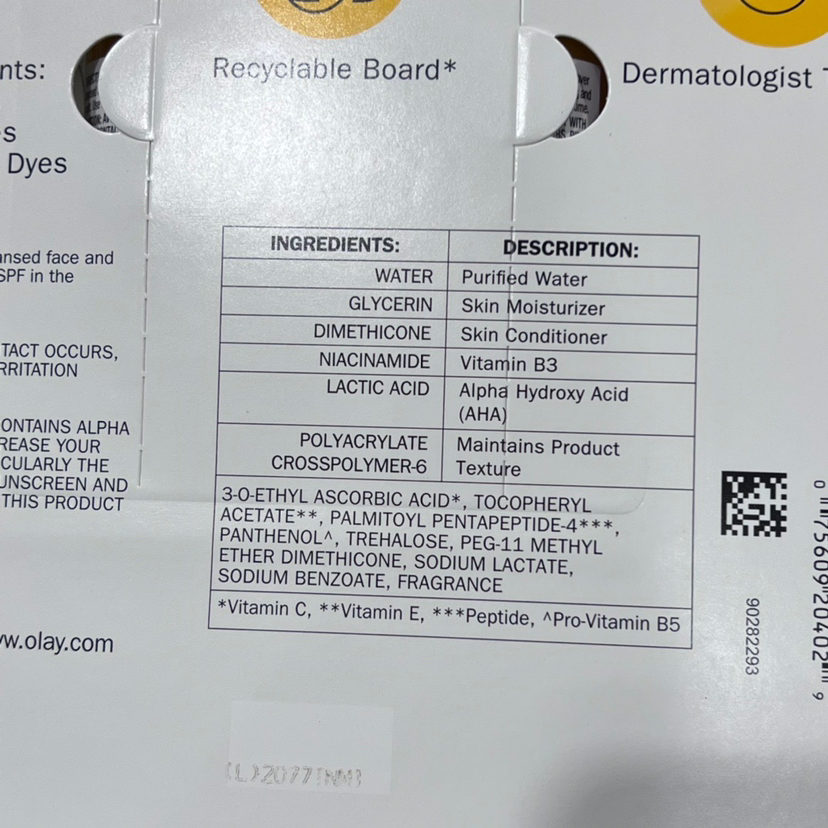 nts:
Recyclable Board*
Dermatologist
s
Dyes
ansed face and
SPF in the
TACT OCCURS,
RRITATION
ONTAINS ALPHA
REASE YOUR
CULARLY THE
UNSCREEN AND
THIS PRODUCT
w.olay.com
INGREDIENTS: DESCRIPTION:
WATER Purified Water
GLYCERIN Skin Moisturizer
DIMETHICONE Skin Conditioner
NIACINAMIDE Vitamin B3
LACTIC ACID Alpha Hydroxy Acid
(AHA)
POLYACRYLATE Maintains Product
CROSSPOLYMER-6 Texture
3-O-ETHYL ASCORBIC ACID*, TOCOPHERYL
ACETATE**, PALMITOYL PENTAPEPTIDE-4***,
PANTHENOL^, TREHALOSE, PEG-11 METHYL
ETHER DIMETHICONE, SODIUM LACTATE,
SODIUM BENZOATE, FRAGRANCE
*Vitamin C, **Vitamin E, ***Peptide, ^Pro-Vitamin B5
90282293
0 75609 20402 9